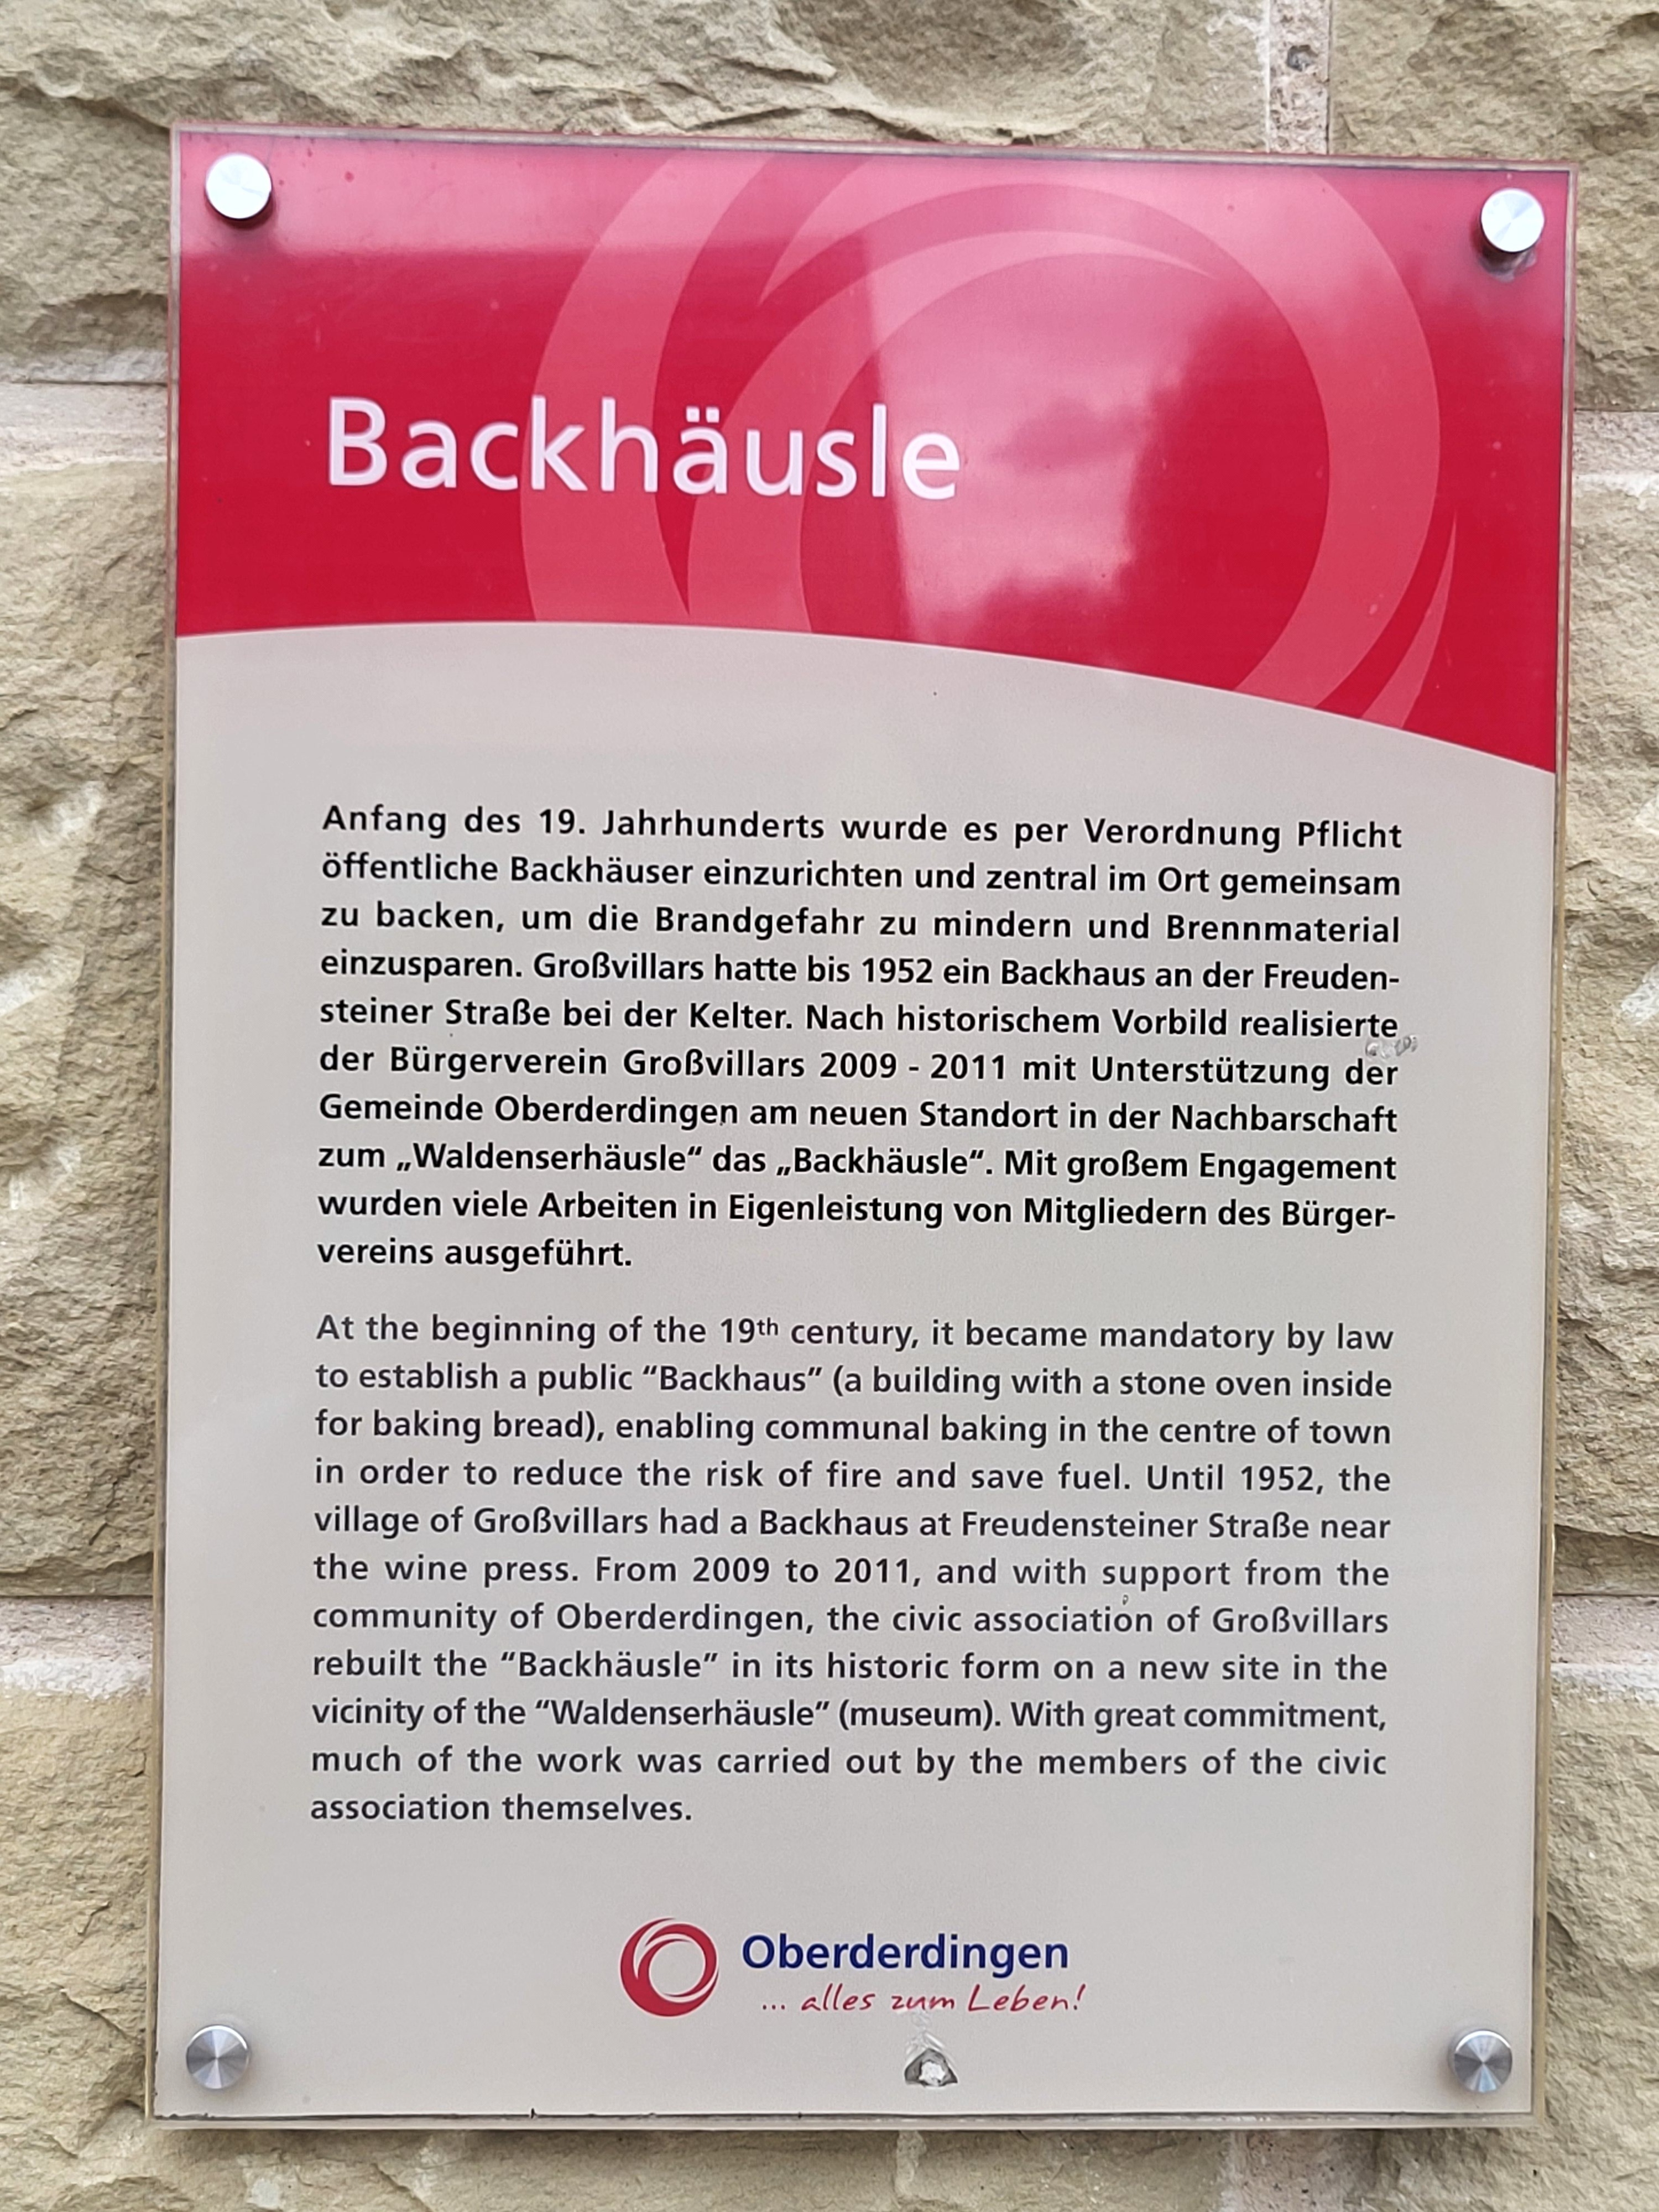 Backhäusle
Anfang des 19. Jahrhunderts wurde es per Verordnung Pflicht
öffentliche Backhäuser einzurichten und zentral im Ort gemeinsam
zu backen, um die Brandgefahr zu mindern und Brennmaterial
einzusparen. Großvillars hatte bis 1952 ein Backhaus an der Freuden-
steiner Straße bei der Kelter. Nach historischem Vorbild realisierte
der Bürgerverein Großvillars 2009 - 2011 mit Unterstützung der
Gemeinde Oberderdingen am neuen Standort in der Nachbarschaft
zum „Waldenserhäusle“ das „Backhäusle“. Mit großem Engagement
wurden viele Arbeiten in Eigenleistung von Mitgliedern des Bürger-
vereins ausgeführt.
At the beginning of the 19th century, it became mandatory by law
to establish a public “Backhaus” (a building with a stone oven inside
for baking bread), enabling communal baking in the centre of town
in order to reduce the risk of fire and save fuel. Until 1952, the
village of Großvillars had a Backhaus at Freudensteiner Straße near
the wine press. From 2009 to 2011, and with support from the
community of Oberderdingen, the civic association of Großvillars
rebuilt the “Backhäusle” in its historic form on a new site in the
vicinity of the “Waldenserhäusle” (museum). With great commitment,
much of the work was carried out by the members of the civic
association themselves.
Oberderdingen
... alles zum Leben!